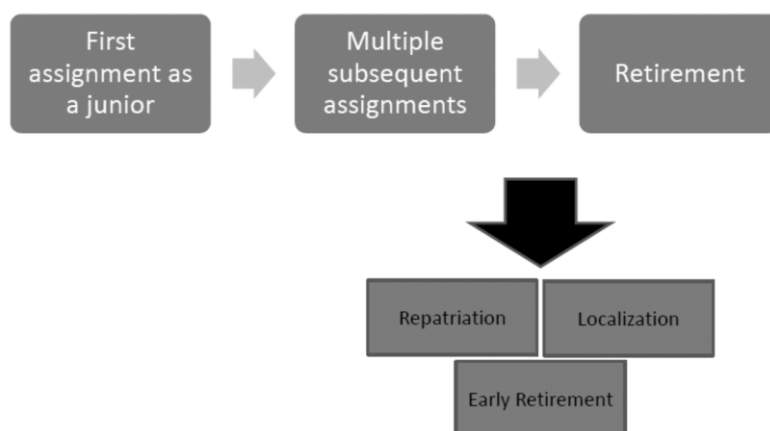 First
assignment as
a junior
Multiple
subsequent
assignments
Retirement
Repatriation
Localization
Early Retirement